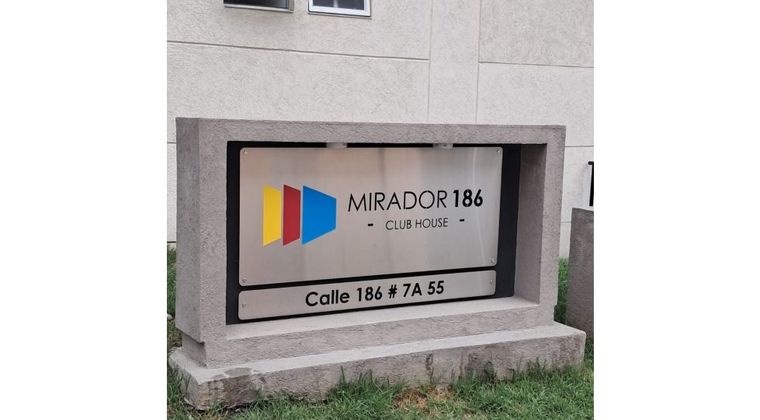 MIRADOR 186
- CLUB HOUSE -
Calle 186 # 7A 55